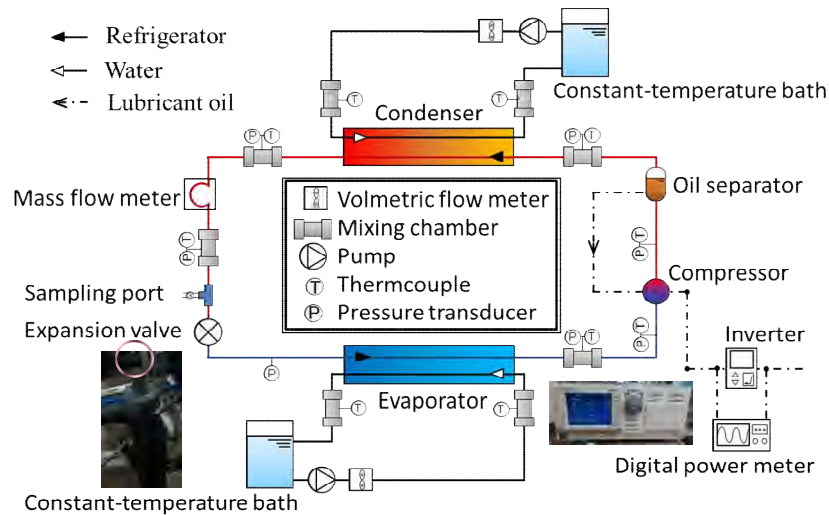 Refrigerator
Water
Lubricant oil
Constant-temperature bath
T
T
Condenser
P T
P T
Mass flow meter
Oil separator
Volmetric flow meter
Mixing chamber
Pump
T Thermcouple
P Pressure transducer
T
P
T
P
Compressor
Sampling port
Expansion valve
T
P
Inverter
P T
P
Evaporator
T
T
Digital power meter
Constant-temperature bath